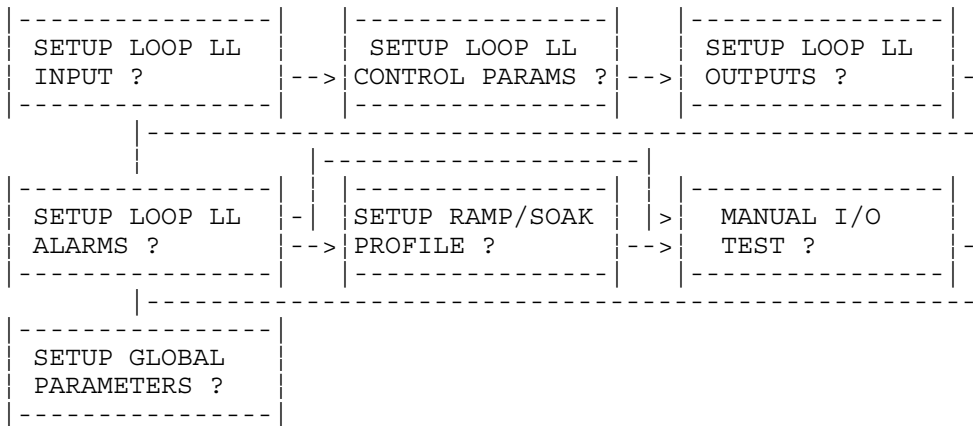 SETUP LOOP LL
INPUT ?
SETUP LOOP LL
CONTROL PARAMS ?
SETUP LOOP LL
OUTPUTS ?
SETUP LOOP LL
ALARMS ?
SETUP RAMP/SOAK
PROFILE ?
MANUAL I/O
TEST ?
SETUP GLOBAL
PARAMETERS ?